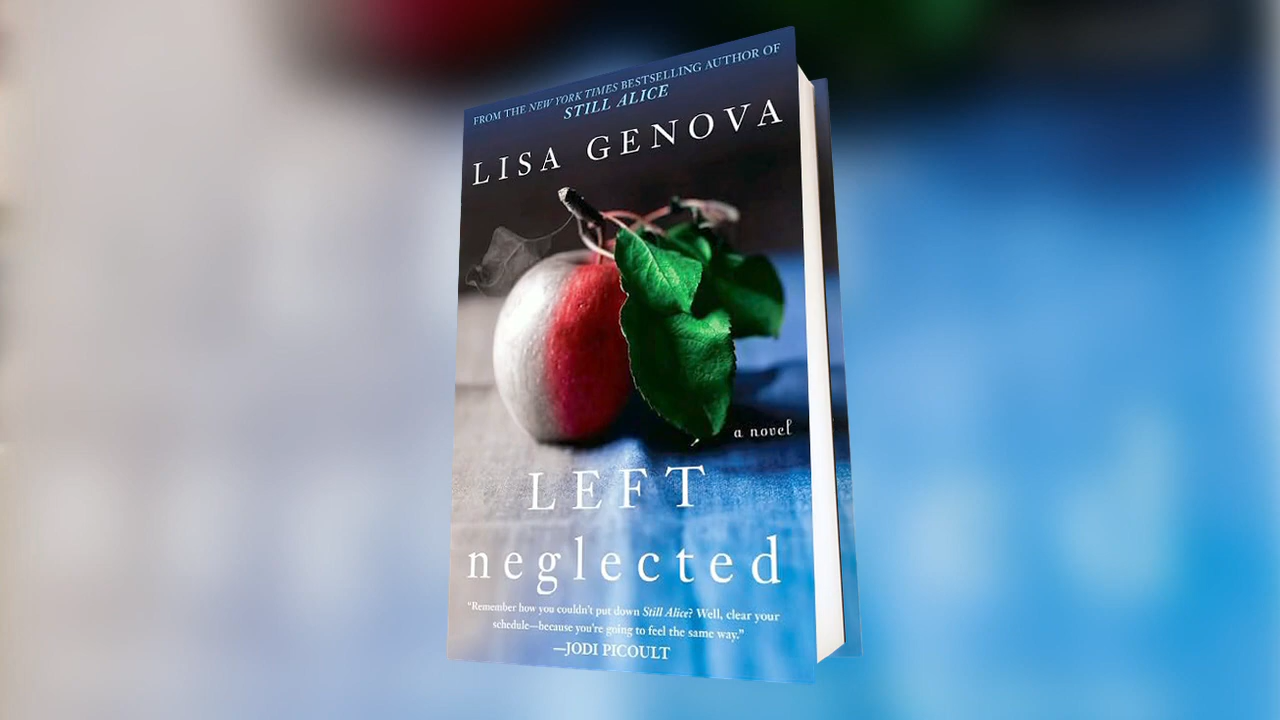 FROM THE NEW YORK TIMES BESTSELLING AUTHOR OF
STILL ALICE
LISA GENOVA
a novel
LEFT
neglected
“Remember how you couldn’t put down Still Alice? Well, clear your
schedule—because you’re going to feel the same way.”
—JODI PICOULT